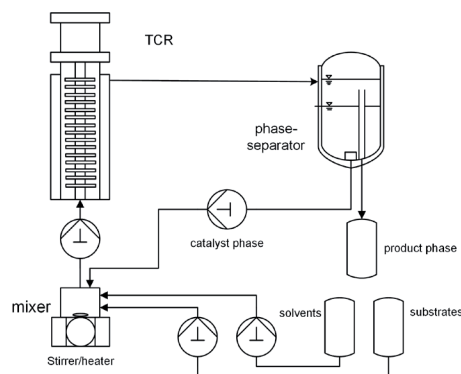 TCR
phase-
separator
catalyst phase
product phase
mixer
solvents
substrates
Stirrer/heater